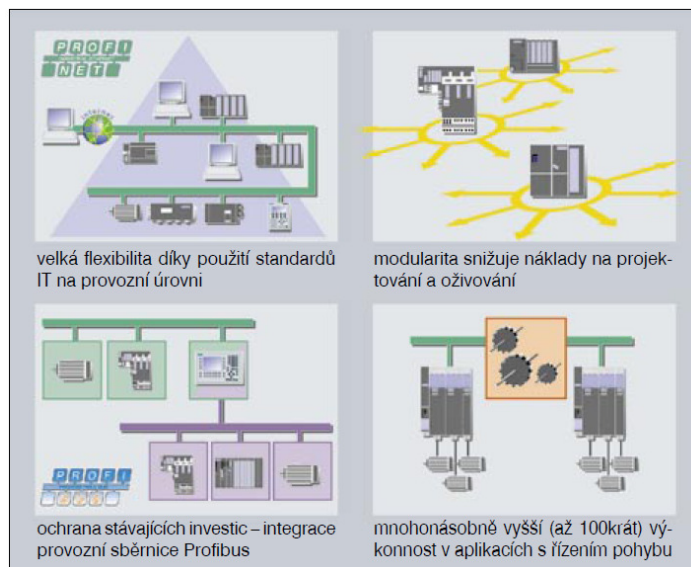 PROFI
NET
INTERNET
velká flexibilita díky použití standardů
IT na provozní úrovni
modularita snižuje náklady na projek-
tování a oživování
PROFI
ochrana stávajících investic – integrace
provozní sběrnice Profibus
mnohonásobně vyšší (až 100krát) vý-
konnost v aplikacích s řízením pohybu